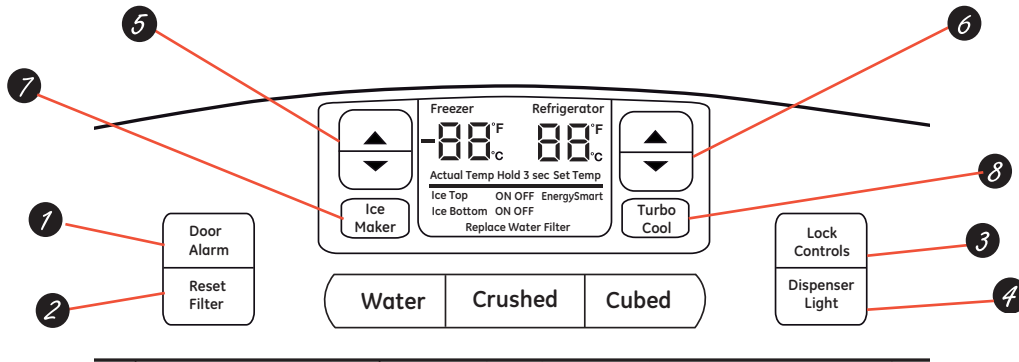 5
6
7
Freezer Refrigerator
-88°F °C 88°F °C
Actual Temp Hold 3 sec Set Temp
Ice Top ON OFF EnergySmart
Ice Bottom ON OFF
Replace Water Filter
Ice
Maker
Turbo
Cool
8
1
Door
Alarm
Reset
Filter
2
Lock
Controls
3
Dispenser
Light
4
Water Crushed Cubed